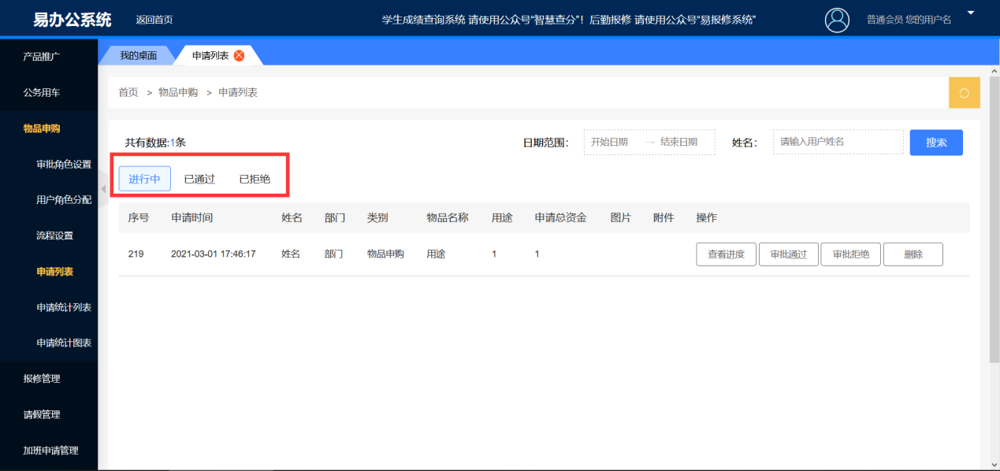 易办公系统 返回首页 学生成绩查询系统 请使用公众号“智慧查分”！后勤报修 请使用公众号“易报修系统” 普通会员 您的用户名
产品推广
公务用车
物品申购
审批角色设置
用户角色分配
流程设置
申请列表
申请统计列表
申请统计图表
报修管理
请假管理
加班申请管理
我的桌面 申请列表
首页 > 物品申购 > 申请列表
共有数据:1条 日期范围： 开始日期 → 结束日期 姓名： 请输入用户姓名 搜索
进行中 已通过 已拒绝
序号 申请时间 姓名 部门 类别 物品名称 用途 申请总资金 图片 附件 操作
219 2021-03-01 17:46:17 姓名 部门 物品申购 用途 1 1 查看进度 审批通过 审批拒绝 删除